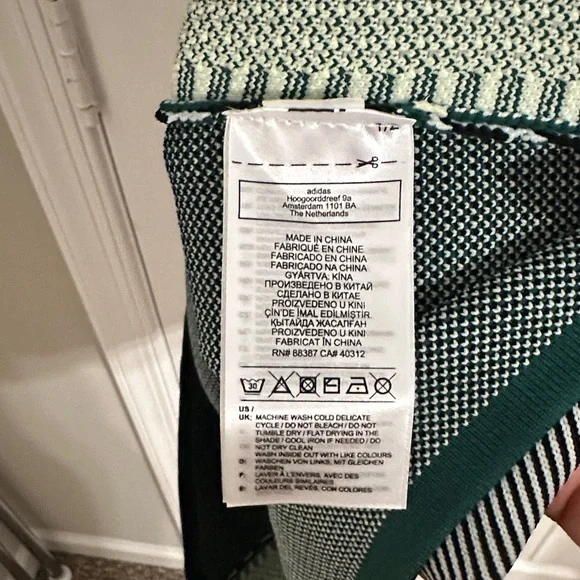 1/2
adidas
Hoogoorddreef 9a
Amsterdam 1101 BA
The Netherlands
MADE IN CHINA
FABRIQUÉ EN CHINE
FABRICADO EN CHINA
FABRICADO NA CHINA
GYÁRTVA: KÍNA
ПРОИЗВЕДЕНО В КИТАЙ
СДЕЛАНО В КИТАЕ
PROIZVEDENO U KINI
ÇİN'DE İMAL EDİLMİŞTİR.
ҚЫТАЙДА ЖАСАЛҒАН
PROIZVEDENO U KINI
FABRICAT ÎN CHINA
RN# 88387 CA# 40312
30
US /
UK: MACHINE WASH COLD DELICATE
CYCLE / DO NOT BLEACH / DO NOT
TUMBLE DRY / FLAT DRYING IN THE
SHADE / COOL IRON IF NEEDED / DO
NOT DRY CLEAN
WASH INSIDE OUT WITH LIKE COLOURS
D: WASCHEN VON LINKS, MIT GLEICHEN
FARBEN
F: LAVER À L'ENVERS, AVEC DES
COULEURS SIMILAIRES
E: LAVAR DEL REVÉS, CON COLORES